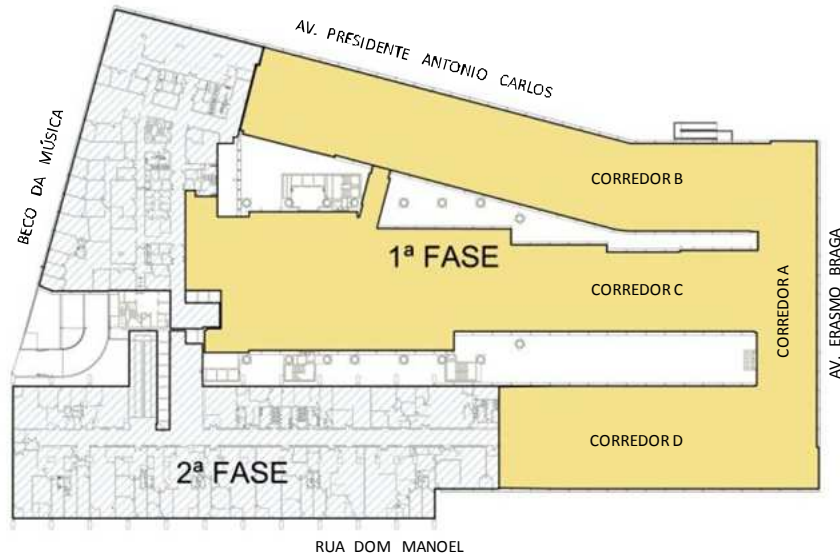 AV. PRESIDENTE ANTONIO CARLOS
BECO DA MÚSICA
CORREDOR B
1ª FASE
CORREDOR C
CORREDOR A
AV. ERASMO BRAGA
CORREDOR D
2ª FASE
RUA DOM MANOEL